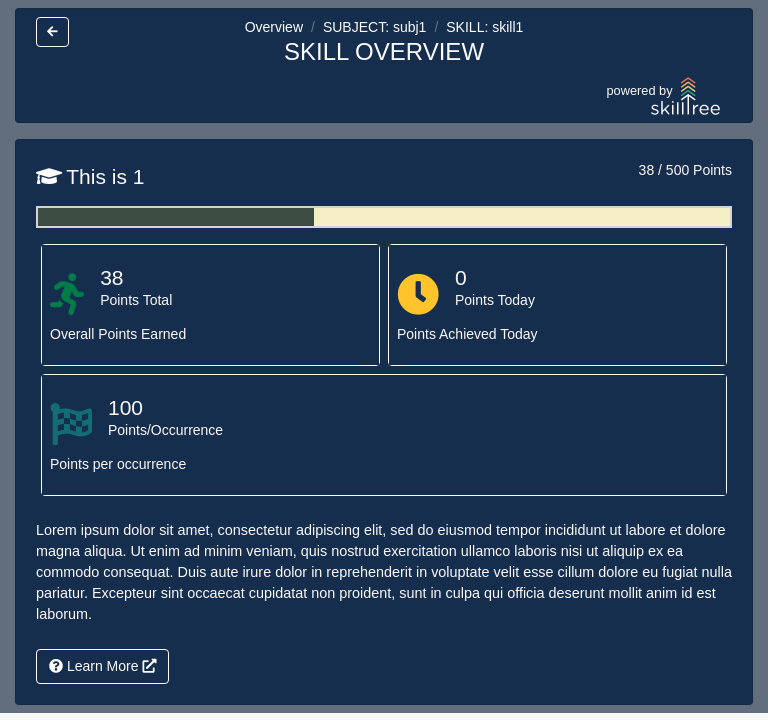 Overview / SUBJECT: subj1 / SKILL: skill1
SKILL OVERVIEW
powered by
skilltree
This is 1
38 / 500 Points
38
Points Total
Overall Points Earned
0
Points Today
Points Achieved Today
100
Points/Occurrence
Points per occurrence
Lorem ipsum dolor sit amet, consectetur adipiscing elit, sed do eiusmod tempor incididunt ut labore et dolore
magna aliqua. Ut enim ad minim veniam, quis nostrud exercitation ullamco laboris nisi ut aliquip ex ea
commodo consequat. Duis aute irure dolor in reprehenderit in voluptate velit esse cillum dolore eu fugiat nulla
pariatur. Excepteur sint occaecat cupidatat non proident, sunt in culpa qui officia deserunt mollit anim id est
laborum.
Learn More